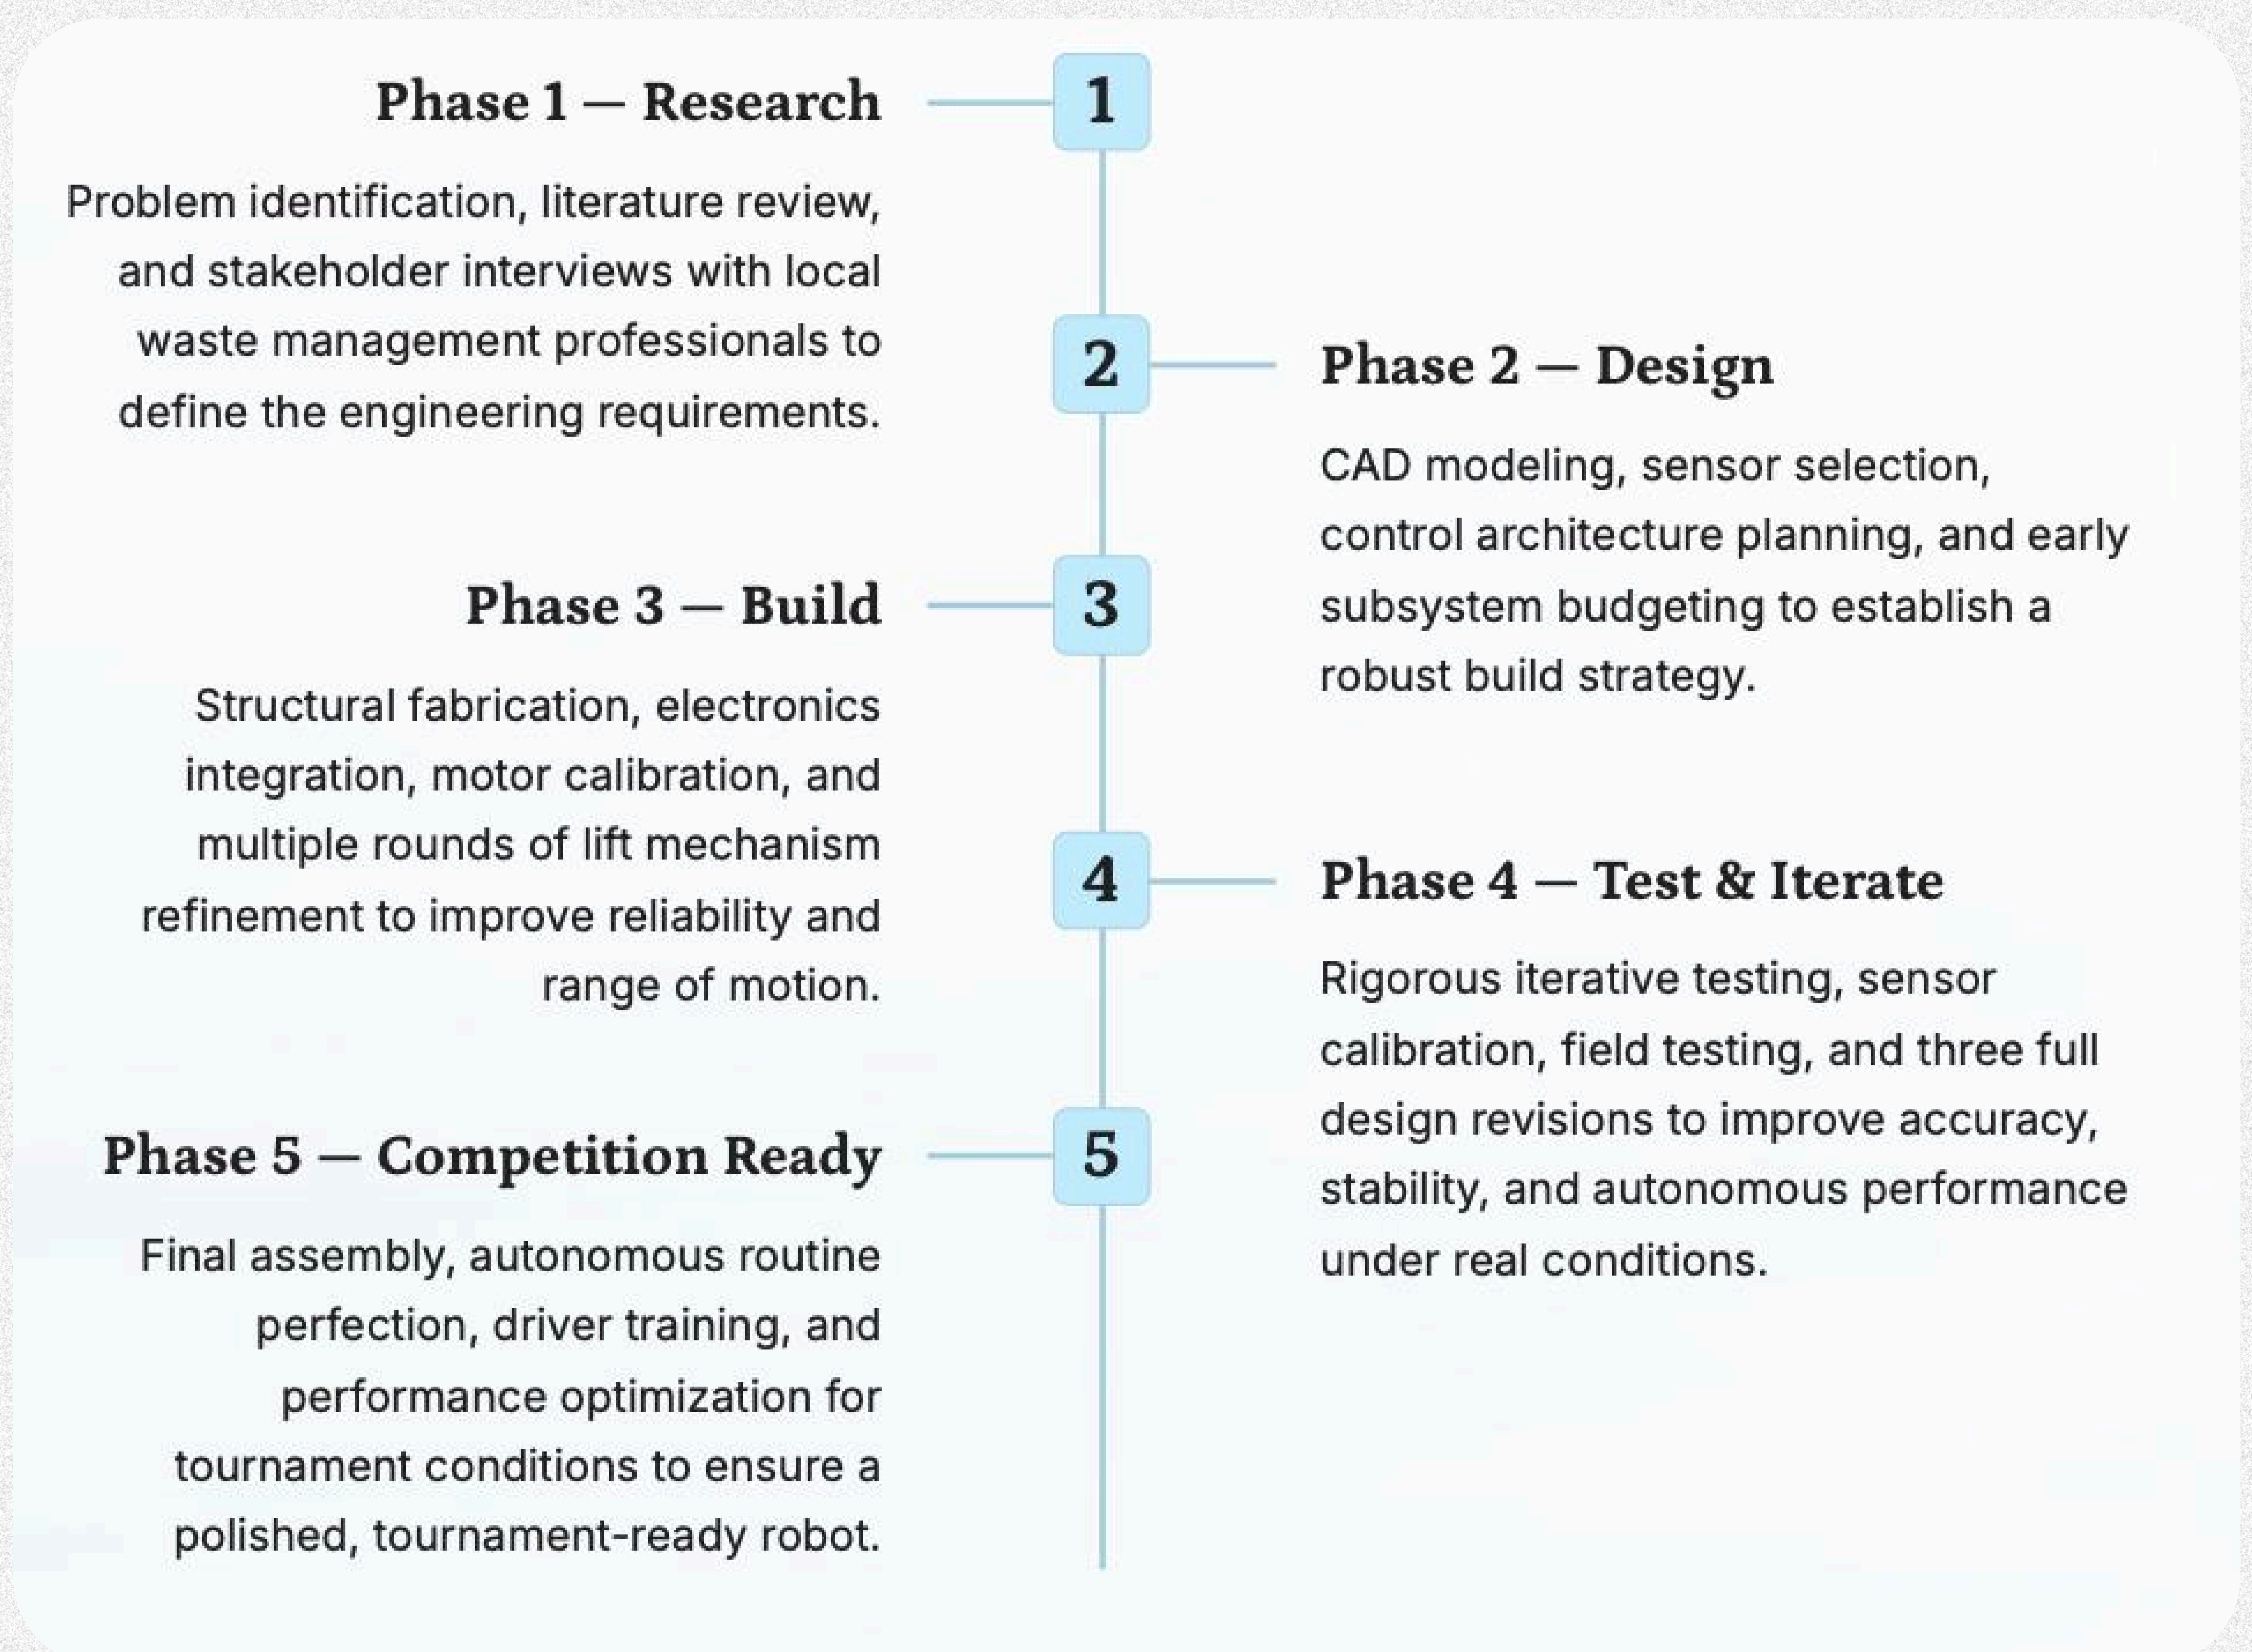 Phase 1 — Research
1
Problem identification, literature review,
and stakeholder interviews with local
waste management professionals to
define the engineering requirements.
2
Phase 2 — Design
CAD modeling, sensor selection,
control architecture planning, and early
subsystem budgeting to establish a
robust build strategy.
Phase 3 — Build
3
Structural fabrication, electronics
integration, motor calibration, and
multiple rounds of lift mechanism
refinement to improve reliability and
range of motion.
4
Phase 4 — Test & Iterate
Rigorous iterative testing, sensor
calibration, field testing, and three full
design revisions to improve accuracy,
stability, and autonomous performance
under real conditions.
Phase 5 — Competition Ready
5
Final assembly, autonomous routine
perfection, driver training, and
performance optimization for
tournament conditions to ensure a
polished, tournament-ready robot.